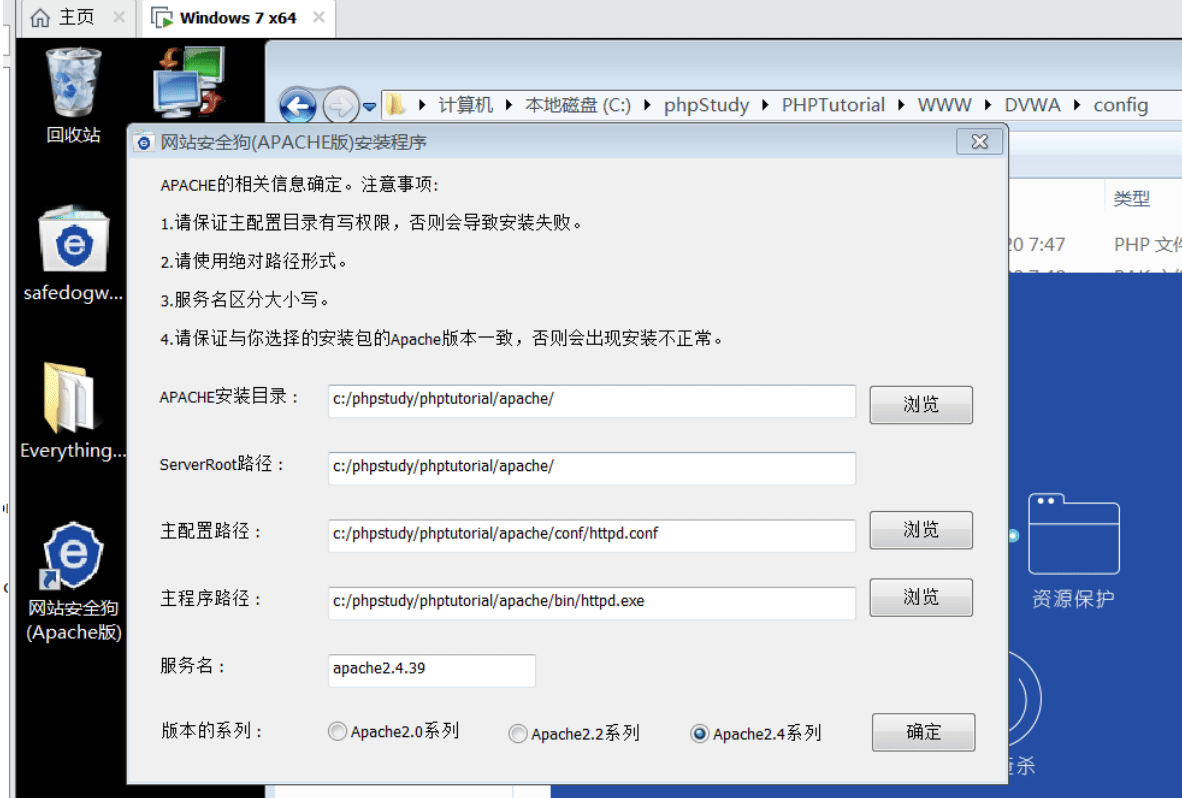 主页
Windows 7 x64
回收站
计算机 本地磁盘 (C:) phpStudy PHPTutorial WWW DVWA config
网站安全狗(APACHE版)安装程序
APACHE的相关信息确定。注意事项:
1.请保证主配置目录有写权限，否则会导致安装失败。
类型
2.请使用绝对路径形式。
20 7:47
PHP 文件
safedogw...
3.服务名区分大小写。
4.请保证与你选择的安装包的Apache版本一致，否则会出现安装不正常。
APACHE安装目录： c:/phpstudy/phptutorial/apache/ 浏览
Everything...
ServerRoot路径： c:/phpstudy/phptutorial/apache/
主配置路径： c:/phpstudy/phptutorial/apache/conf/httpd.conf 浏览
主程序路径： c:/phpstudy/phptutorial/apache/bin/httpd.exe 浏览
资源保护
网站安全狗
(Apache版)
服务名： apache2.4.39
版本的系列： Apache2.0系列 Apache2.2系列 Apache2.4系列 确定
杀